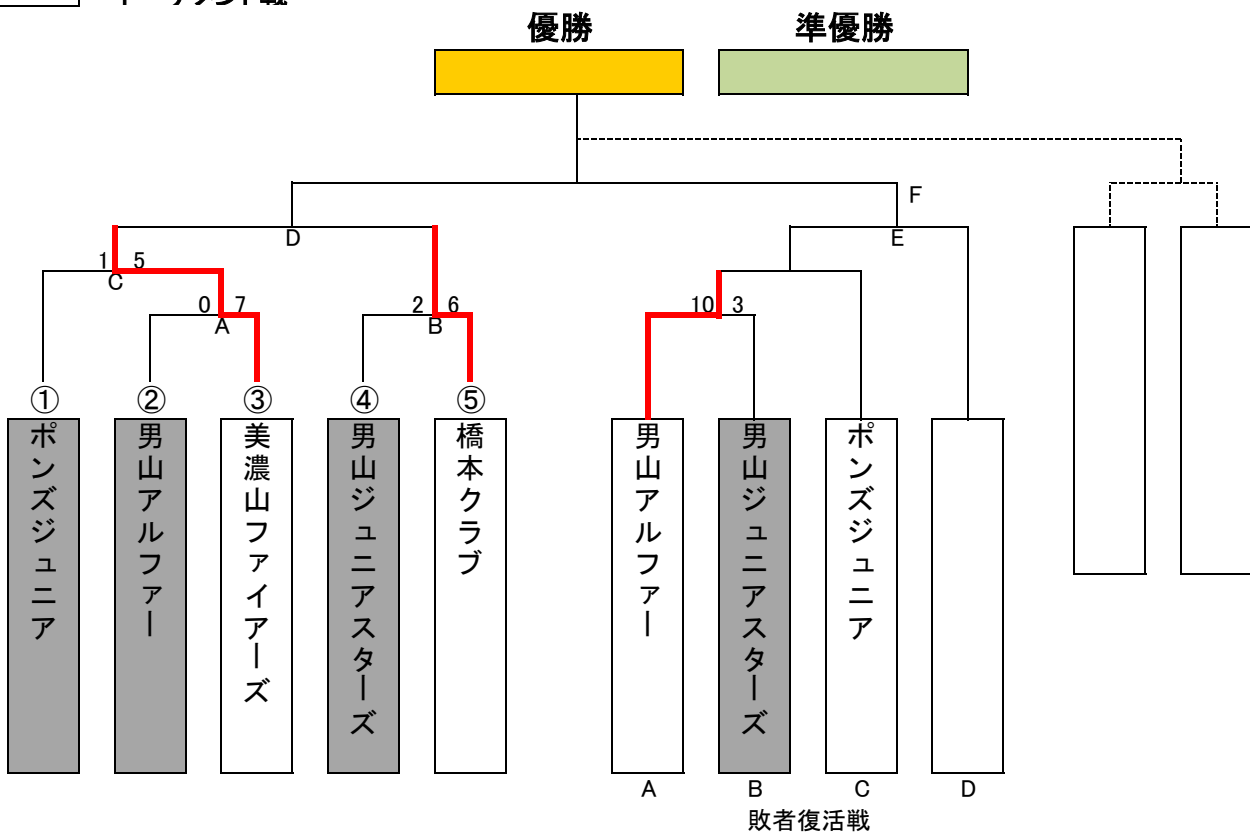 トーナメント戦
優勝
準優勝
F
D
E
1 5
C
0 7
A
2 6
B
10 3
①
②
③
④
⑤
ポンズジュニア
男山アルファー
美濃山ファイアーズ
男山ジュニアスターズ
橋本クラブ
男山アルファー
男山ジュニアスターズ
ポンズジュニア
A
B
C
D
敗者復活戦